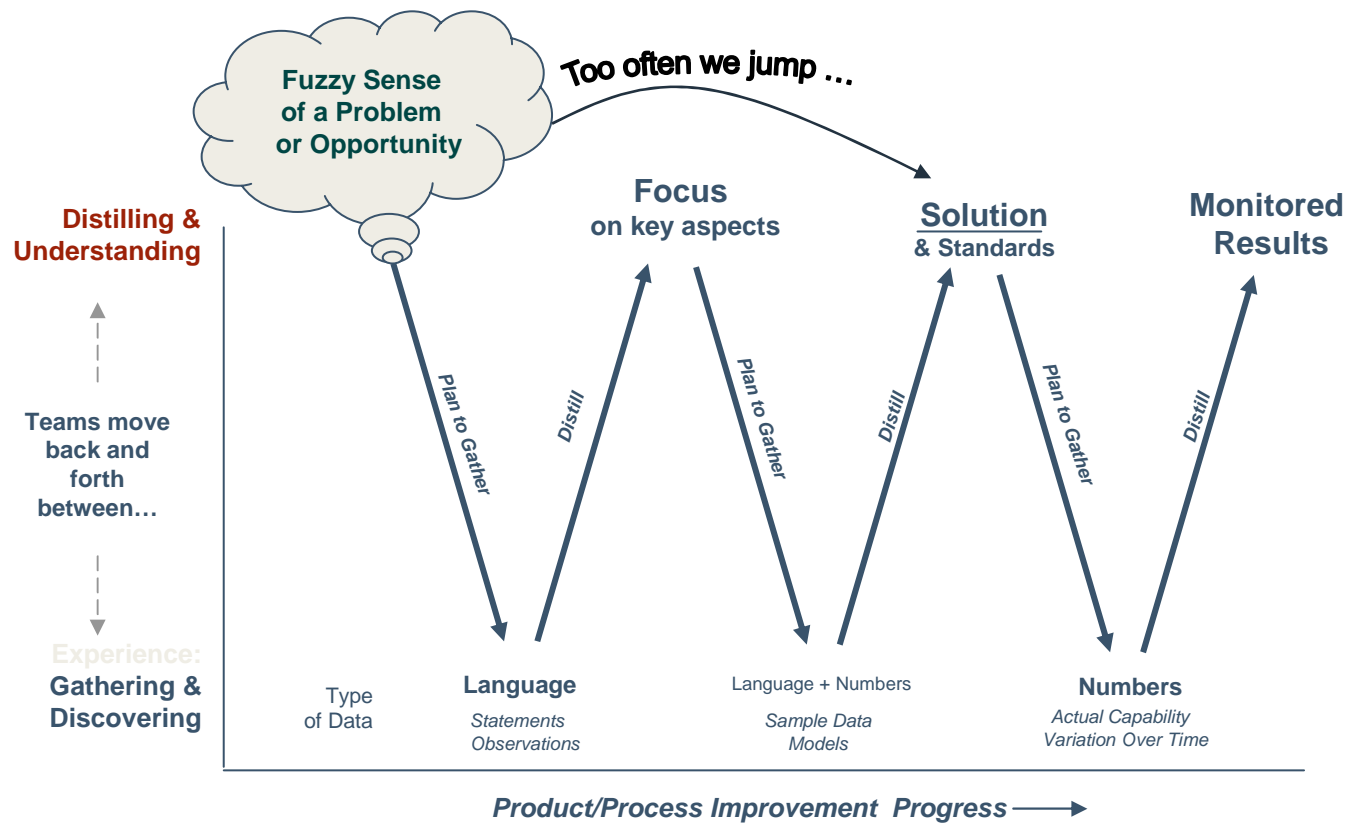 Fuzzy Sense
of a Problem
or Opportunity
Too often we jump ...
Focus
on key aspects
Solution
& Standards
Monitored
Results
Distilling &
Understanding
Teams move
back and
forth
between…
Experience:
Gathering &
Discovering
Plan to Gather
Distill
Plan to Gather
Distill
Plan to Gather
Distill
Type
of Data
Language
Statements
Observations
Language + Numbers
Sample Data
Models
Numbers
Actual Capability
Variation Over Time
Product/Process Improvement Progress